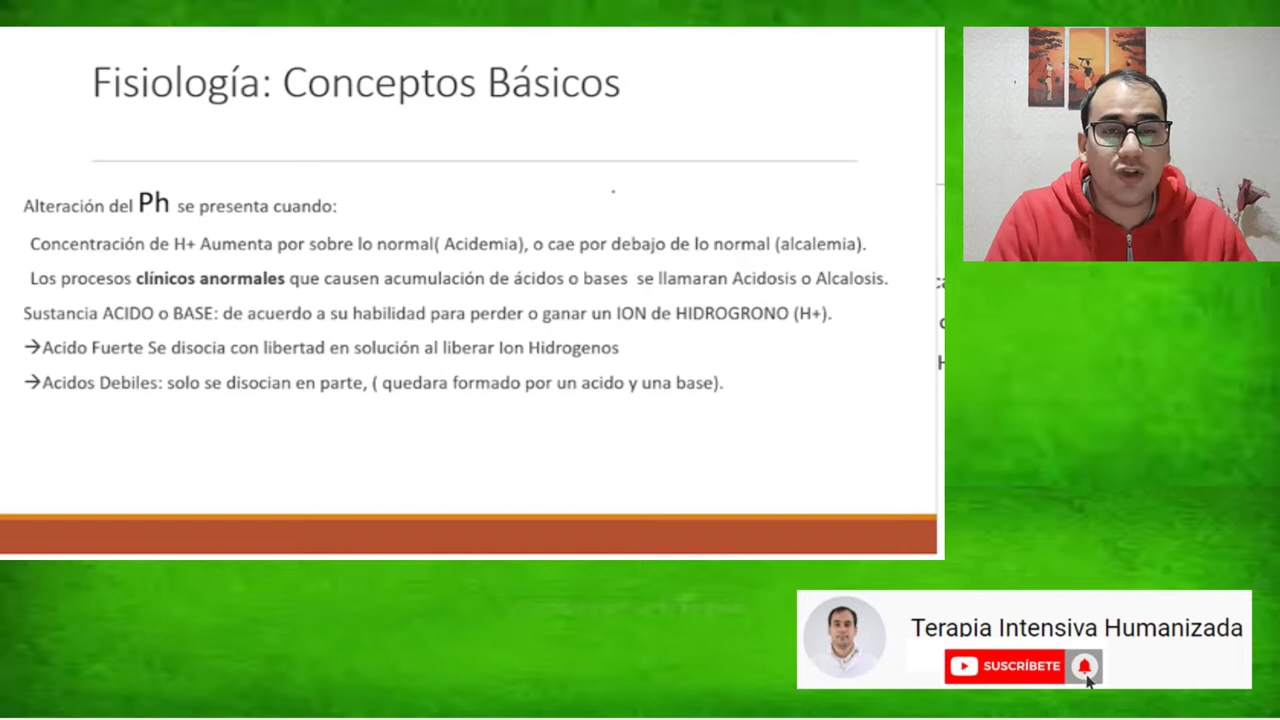 Fisiología: Conceptos Básicos
Alteración del Ph se presenta cuando:
Concentración de H+ Aumenta por sobre lo normal( Acidemia), o cae por debajo de lo normal (alcalemia).
Los procesos clínicos anormales que causen acumulación de ácidos o bases se llamaran Acidosis o Alcalosis.
Sustancia ACIDO o BASE: de acuerdo a su habilidad para perder o ganar un ION de HIDROGRONO (H+).
→Acido Fuerte Se disocia con libertad en solución al liberar Ion Hidrogenos
→Acidos Debiles: solo se disocian en parte, ( quedara formado por un acido y una base).
Terapia Intensiva Humanizada
SUSCRÍBETE